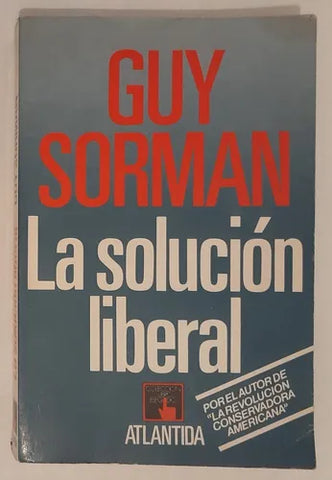 GUY
SORMAN
La solución
liberal
POR EL AUTOR DE
"LA REVOLUCION
CONSERVADORA
AMERICANA"
ATLANTIDA